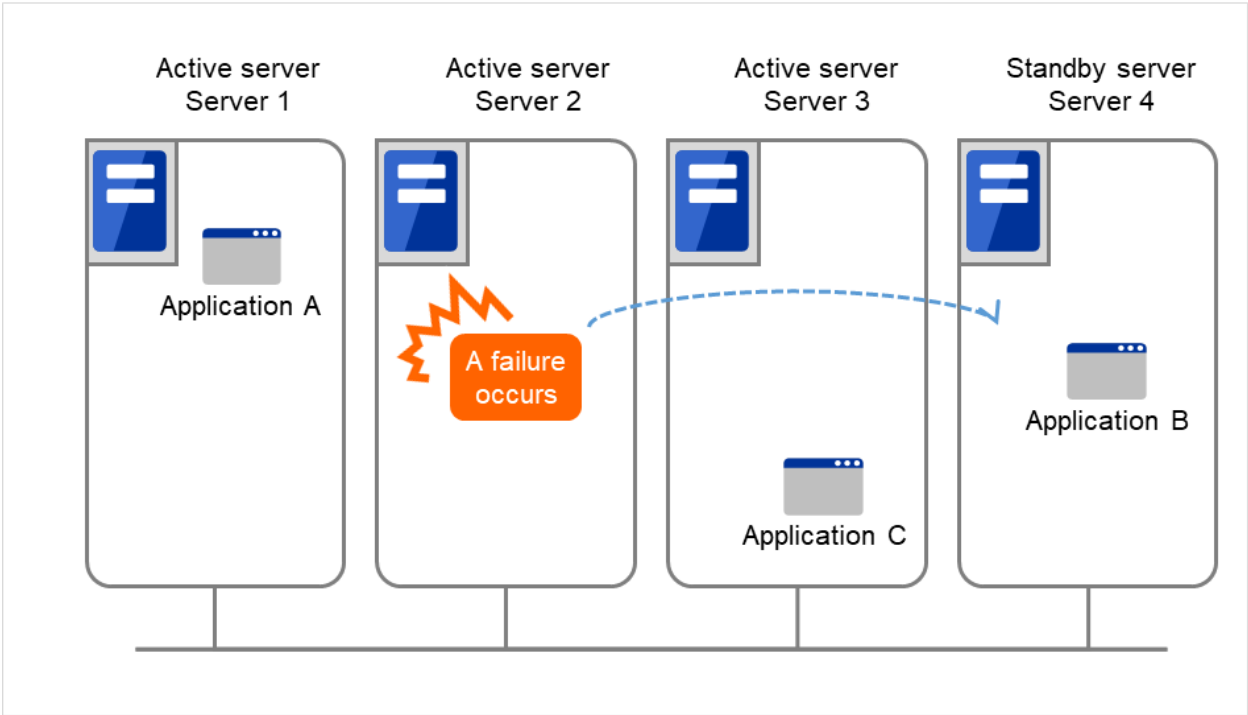 Active server
Server 1
Active server
Server 2
Active server
Server 3
Standby server
Server 4
Application A
A failure
occurs
Application B
Application C